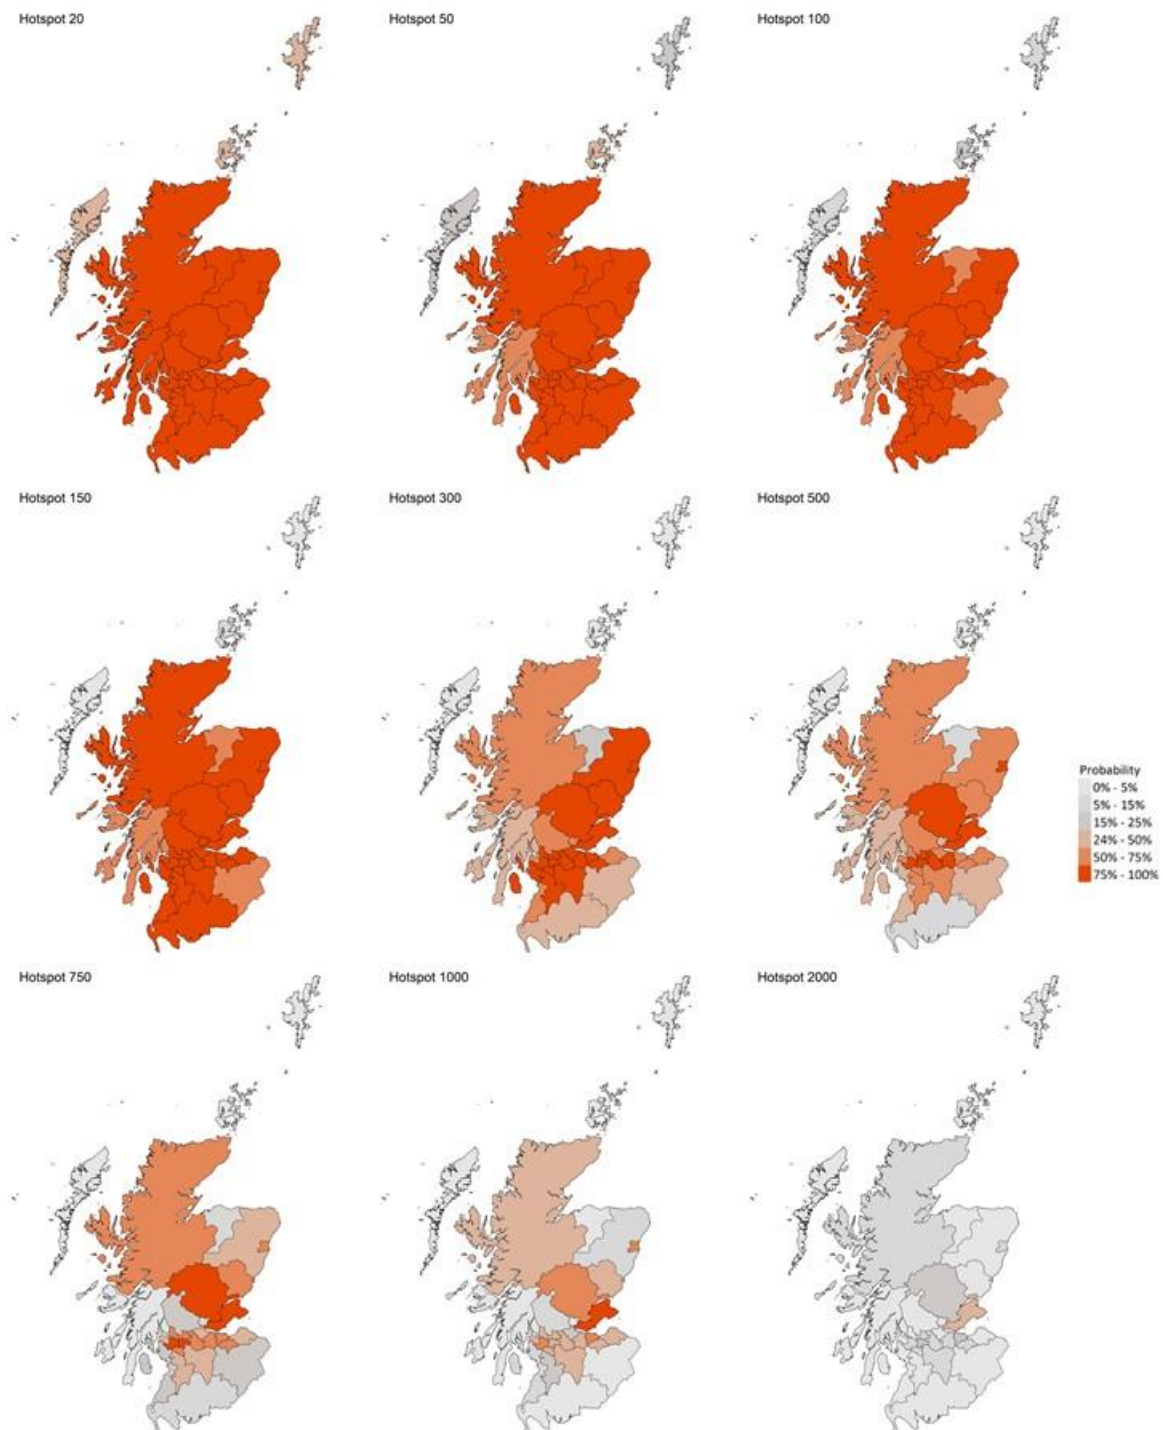 Hotspot 20
Hotspot 50
Hotspot 100
Hotspot 150
Hotspot 300
Hotspot 500
Probability
0% - 5%
5% - 15%
15% - 25%
24% - 50%
50% - 75%
75% - 100%
Hotspot 750
Hotspot 1000
Hotspot 2000